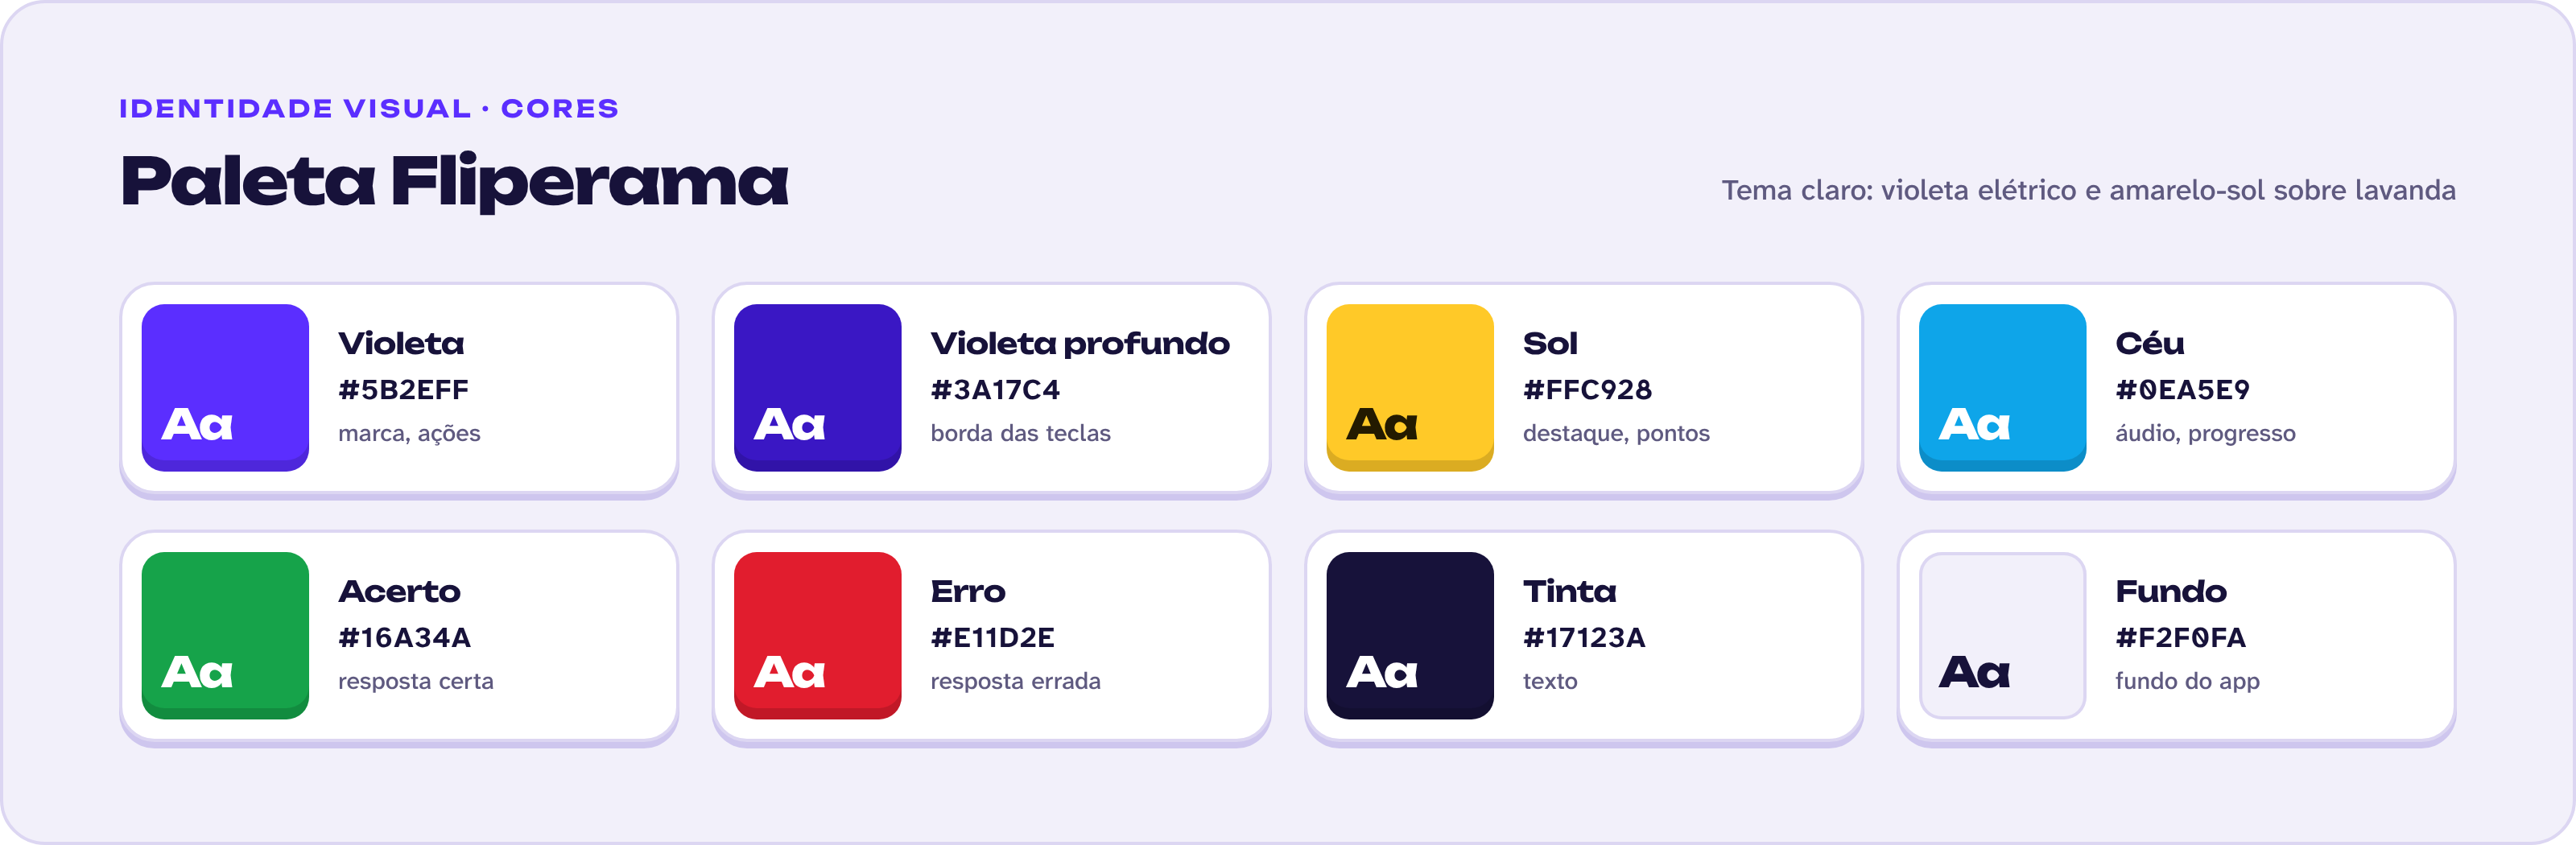 IDENTIDADE VISUAL · CORES
Paleta Fliperama
Tema claro: violeta elétrico e amarelo-sol sobre lavanda
Aa
Violeta
#5B2EFF
marca, ações
Aa
Violeta profundo
#3A17C4
borda das teclas
Aa
Sol
#FFC928
destaque, pontos
Aa
Céu
#0EA5E9
áudio, progresso
Aa
Acerto
#16A34A
resposta certa
Aa
Erro
#E11D2E
resposta errada
Aa
Tinta
#17123A
texto
Aa
Fundo
#F2F0FA
fundo do app